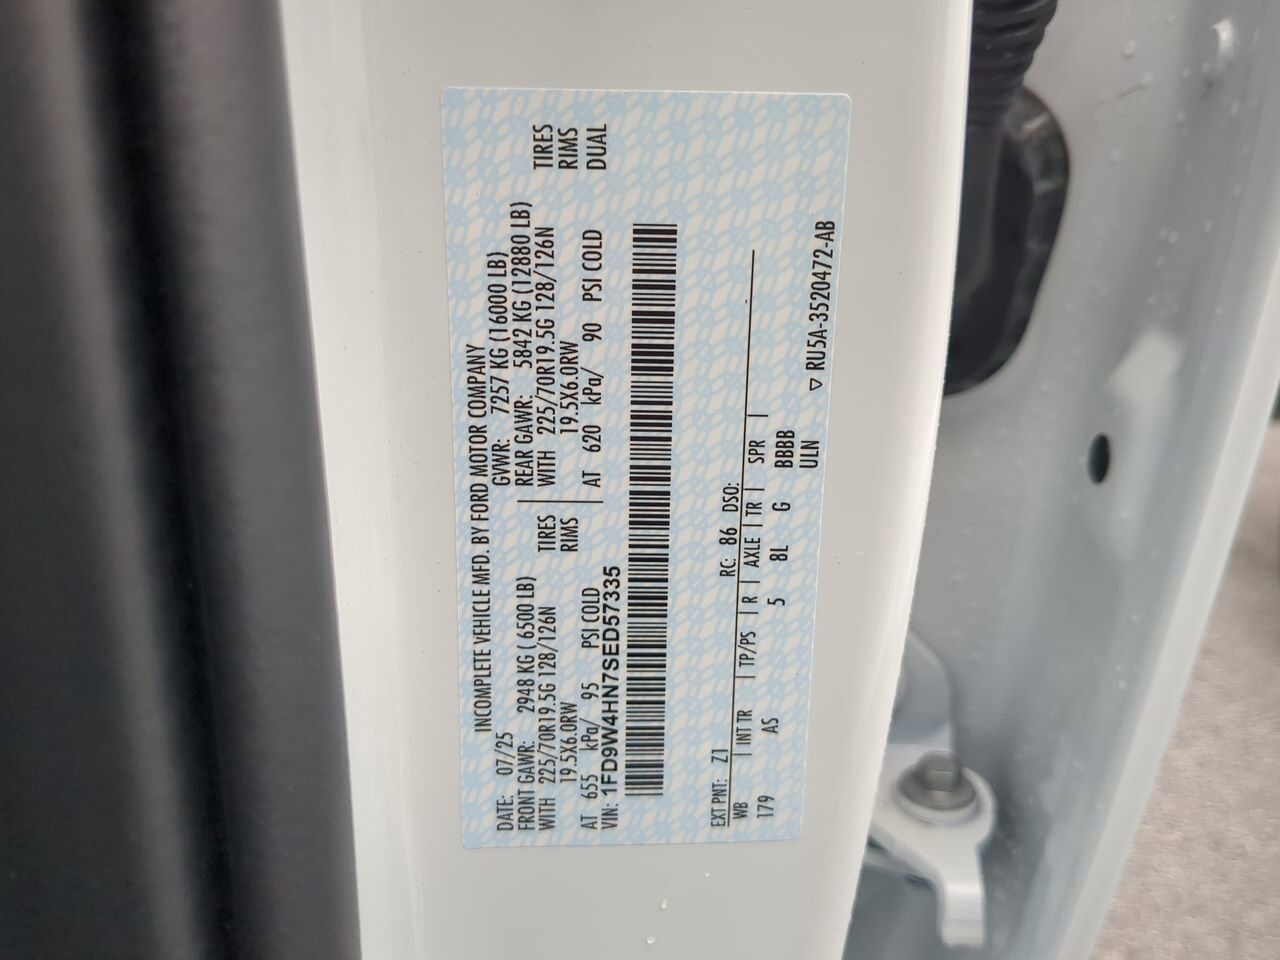 INCOMPLETE VEHICLE MFD. BY FORD MOTOR COMPANY
DATE: 07/25 GVWR: 7257 KG (16000 LB)
FRONT GAWR: 2948 KG ( 6500 LB) REAR GAWR: 5842 KG (12880 LB)
WITH 225/70R19.5G 128/126N TIRES WITH 225/70R19.5G 128/126N TIRES
19.5X6.0RW RIMS 19.5X6.0RW RIMS
AT 655 kPa/ 95 PSI COLD AT 620 kPa/ 90 PSI COLD DUAL
VIN: 1FD9W4HN7SED57335
EXT PNT: Z1 RC: 86 DSO:
WB | INT TR | TP/PS | R | AXLE | TR | SPR |
179 AS 5 8L G BBBB
ULN
▽ RU5A-3520472-AB